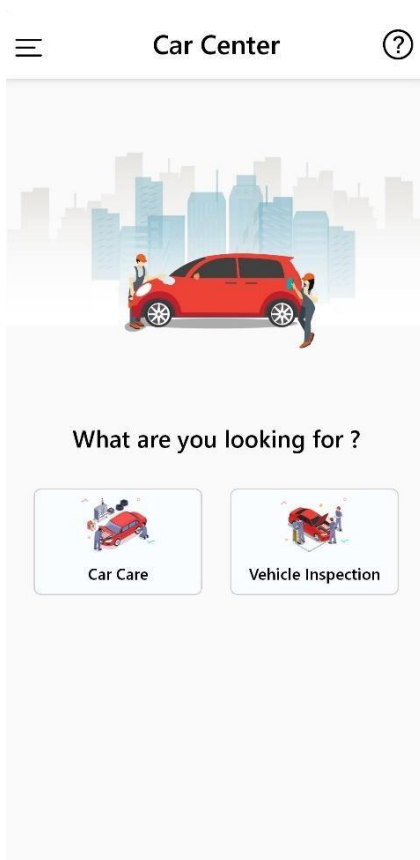 Car Center
?
What are you looking for ?
Car Care
Vehicle Inspection